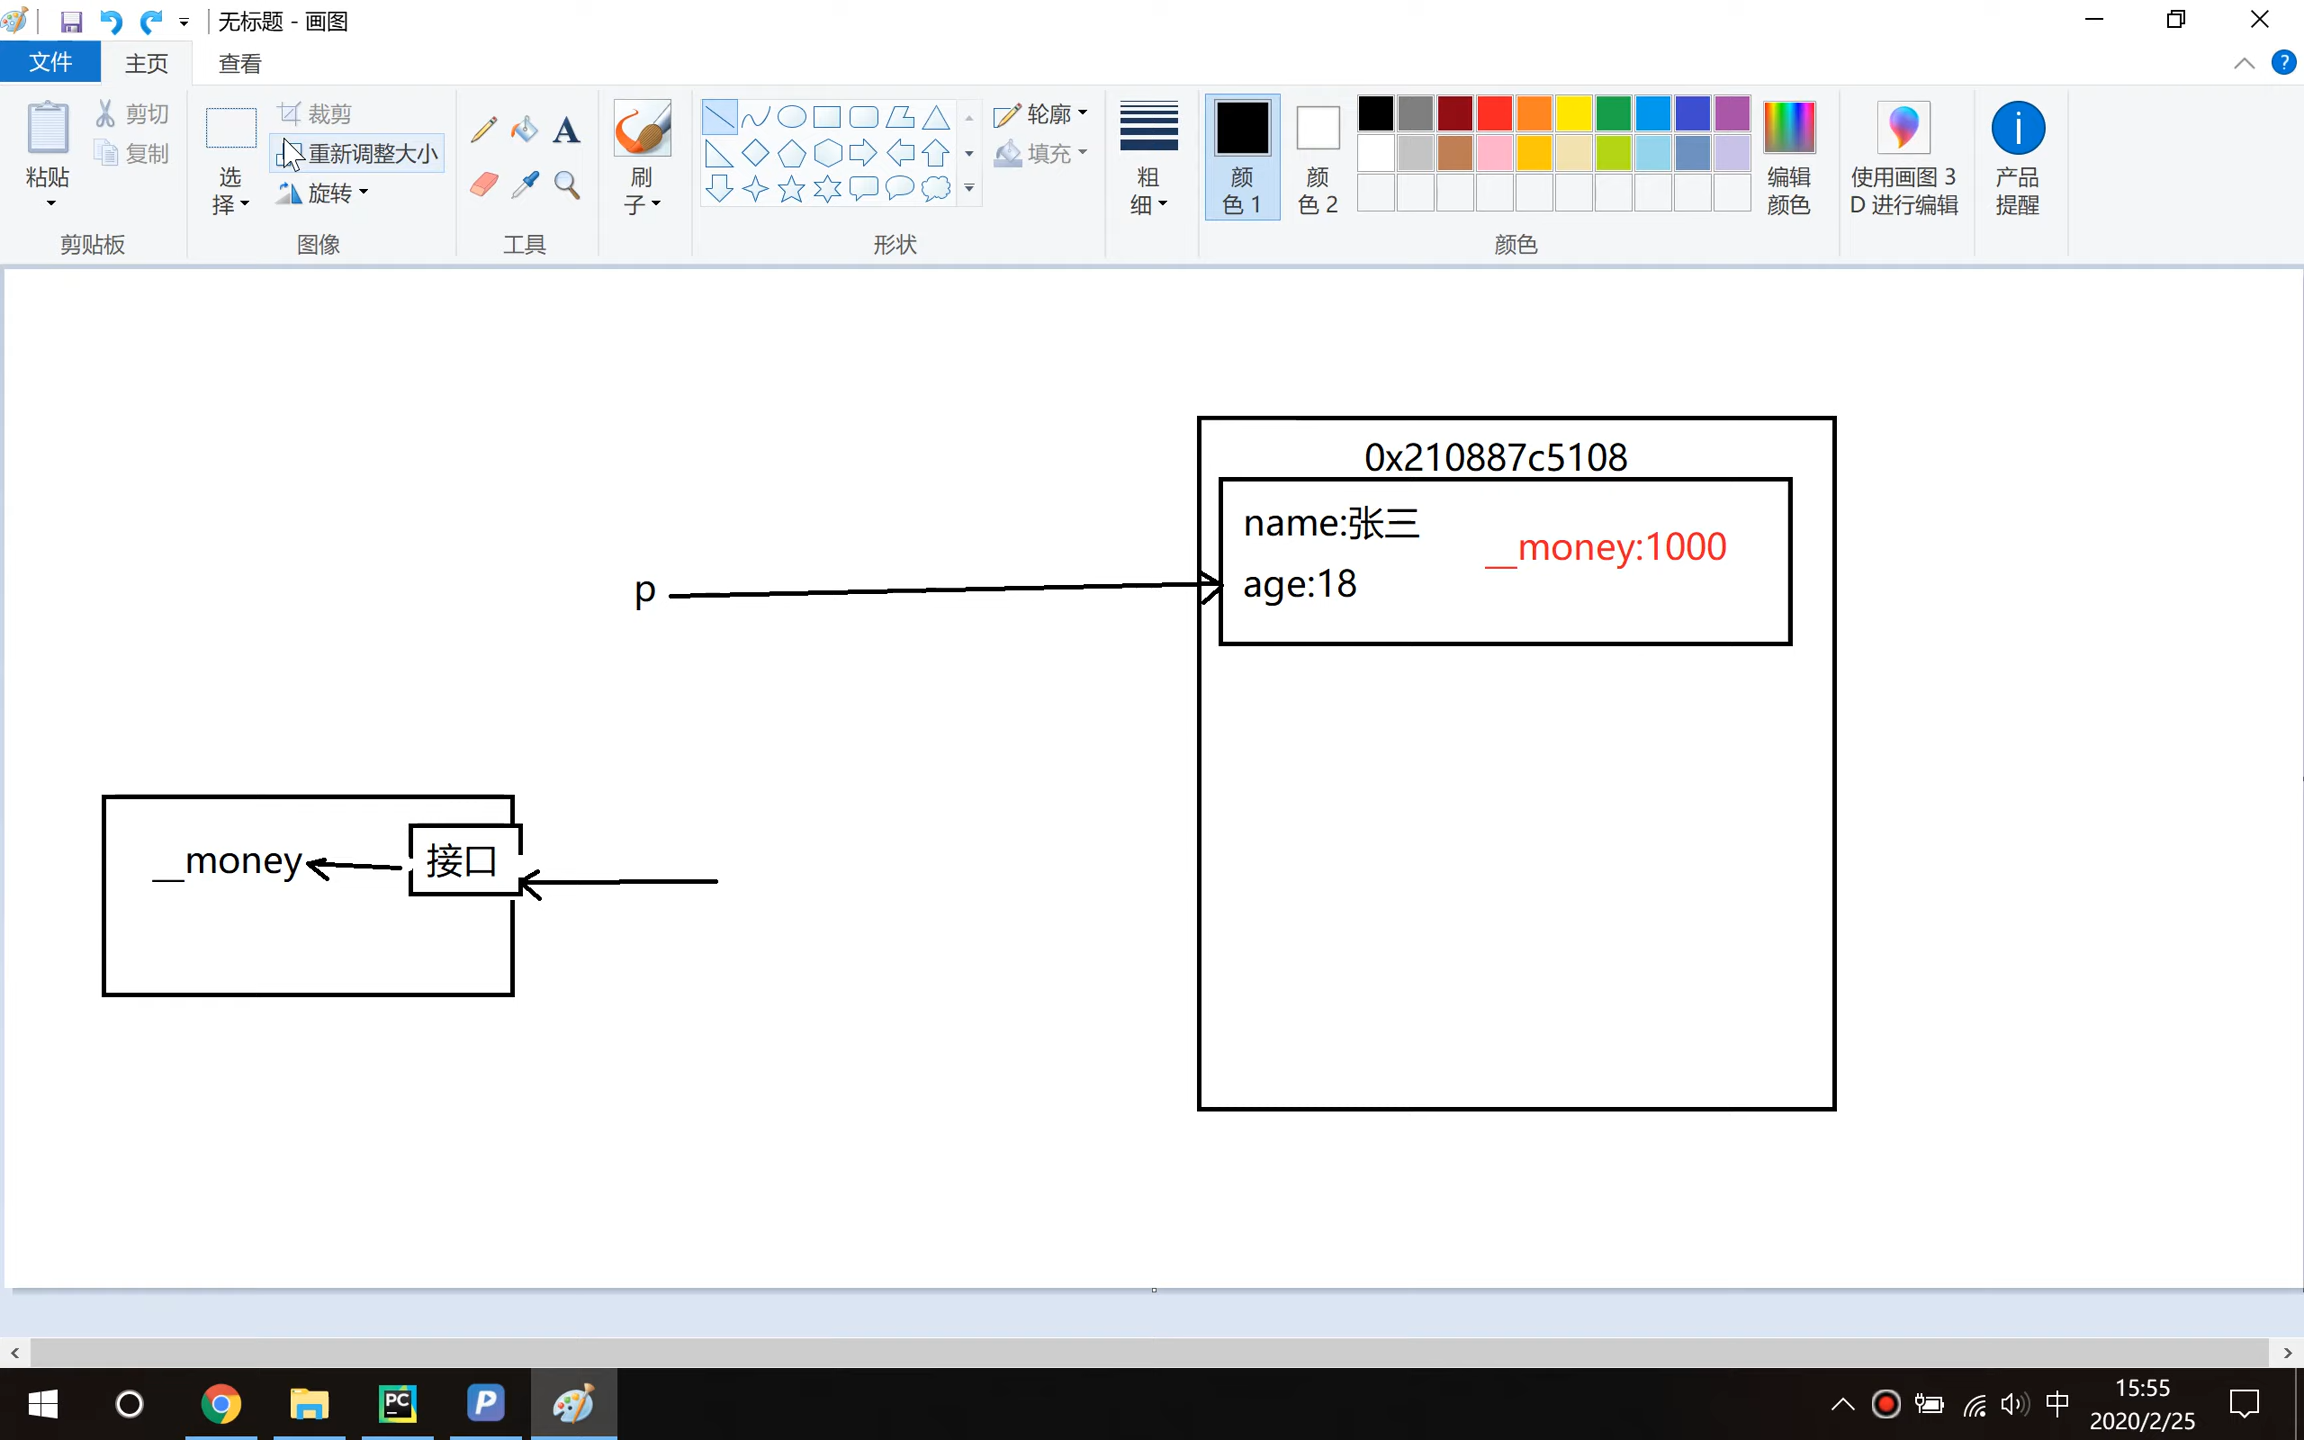 无标题 - 画图
文件 主页 查看
粘贴
剪切
复制
剪贴板
选择
裁剪
重新调整大小
旋转
图像
A
工具
刷子
形状
轮廓
填充
粗细
颜色 1
颜色 2
颜色
编辑颜色
使用画图 3D 进行编辑
产品提醒
0x210887c5108
name:张三
__money:1000
age:18
p
__money
接口
PC
P
中
15:55
2020/2/25